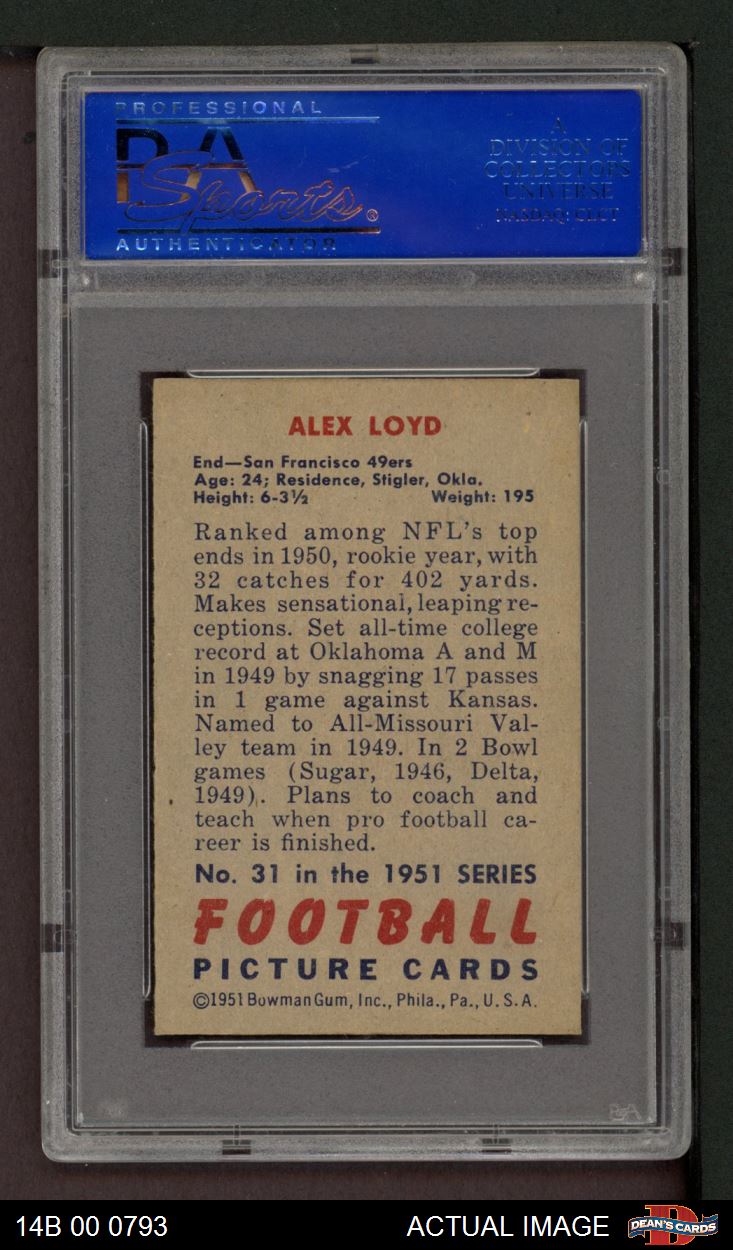 PROFESSIONAL
PSA
Sports®
AUTHENTICATOR
A
DIVISION OF
COLLECTORS
UNIVERSE
NASDAQ: CLCT
ALEX LOYD
End—San Francisco 49ers
Age: 24; Residence, Stigler, Okla.
Height: 6-3½ Weight: 195
Ranked among NFL's top
ends in 1950, rookie year, with
32 catches for 402 yards.
Makes sensational, leaping re-
ceptions. Set all-time college
record at Oklahoma A and M
in 1949 by snagging 17 passes
in 1 game against Kansas.
Named to All-Missouri Val-
ley team in 1949. In 2 Bowl
games (Sugar, 1946, Delta,
1949). Plans to coach and
teach when pro football ca-
reer is finished.
No. 31 in the 1951 SERIES
FOOTBALL
PICTURE CARDS
©1951 Bowman Gum, Inc., Phila., Pa., U.S.A.
PSA
14B 00 0793 ACTUAL IMAGE DEAN'S CARDS